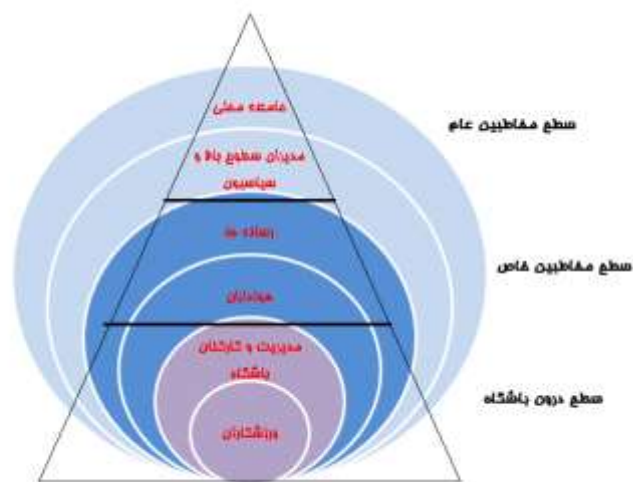 جامعه محلی
سطح مخاطبین عام
مدیران سطوح بالا و
سیاسیون
رسانه ها
سطح مخاطبین خاص
هواداران
مدیریت و کارکنان
باشگاه
سطح درون باشگاه
ورزشکاران